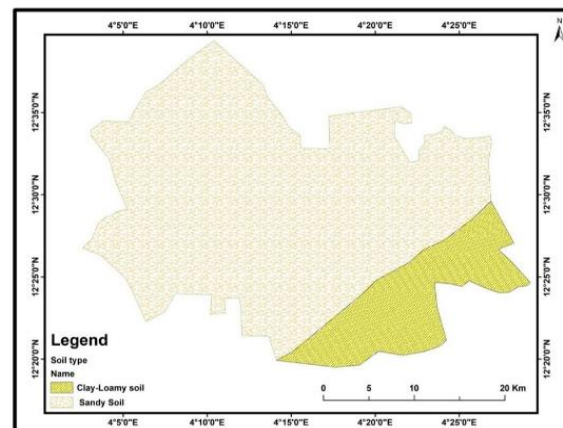 N
4°5'0"E 4°10'0"E 4°15'0"E 4°20'0"E 4°25'0"E
12°35'0"N 12°35'0"N
12°30'0"N 12°30'0"N
12°25'0"N 12°25'0"N
12°20'0"N 12°20'0"N
Legend
Soil type
Name
Clay-Loamy soil
Sandy Soil
0 5 10 20 Km
4°5'0"E 4°10'0"E 4°15'0"E 4°20'0"E 4°25'0"E